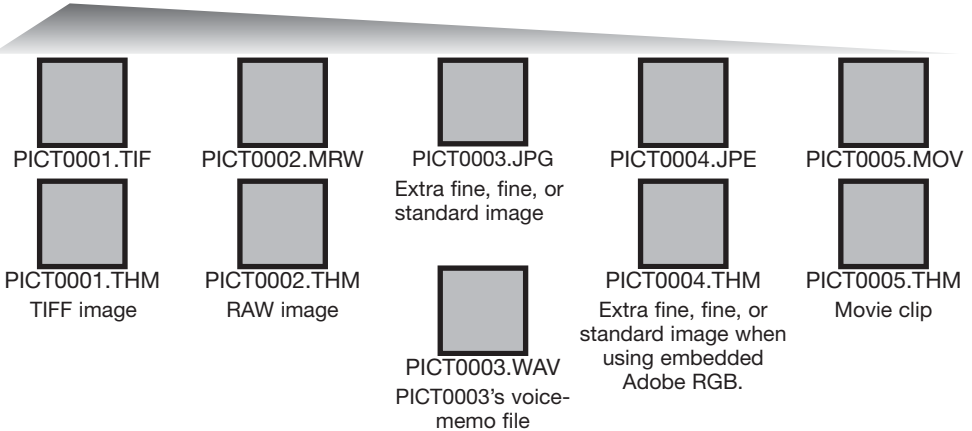 PICT0001.TIF
PICT0002.MRW
PICT0003.JPG
Extra fine, fine, or
standard image
PICT0004.JPE
PICT0005.MOV
PICT0001.THM
TIFF image
PICT0002.THM
RAW image
PICT0003.WAV
PICT0003's voice-
memo file
PICT0004.THM
Extra fine, fine, or
standard image when
using embedded
Adobe RGB.
PICT0005.THM
Movie clip